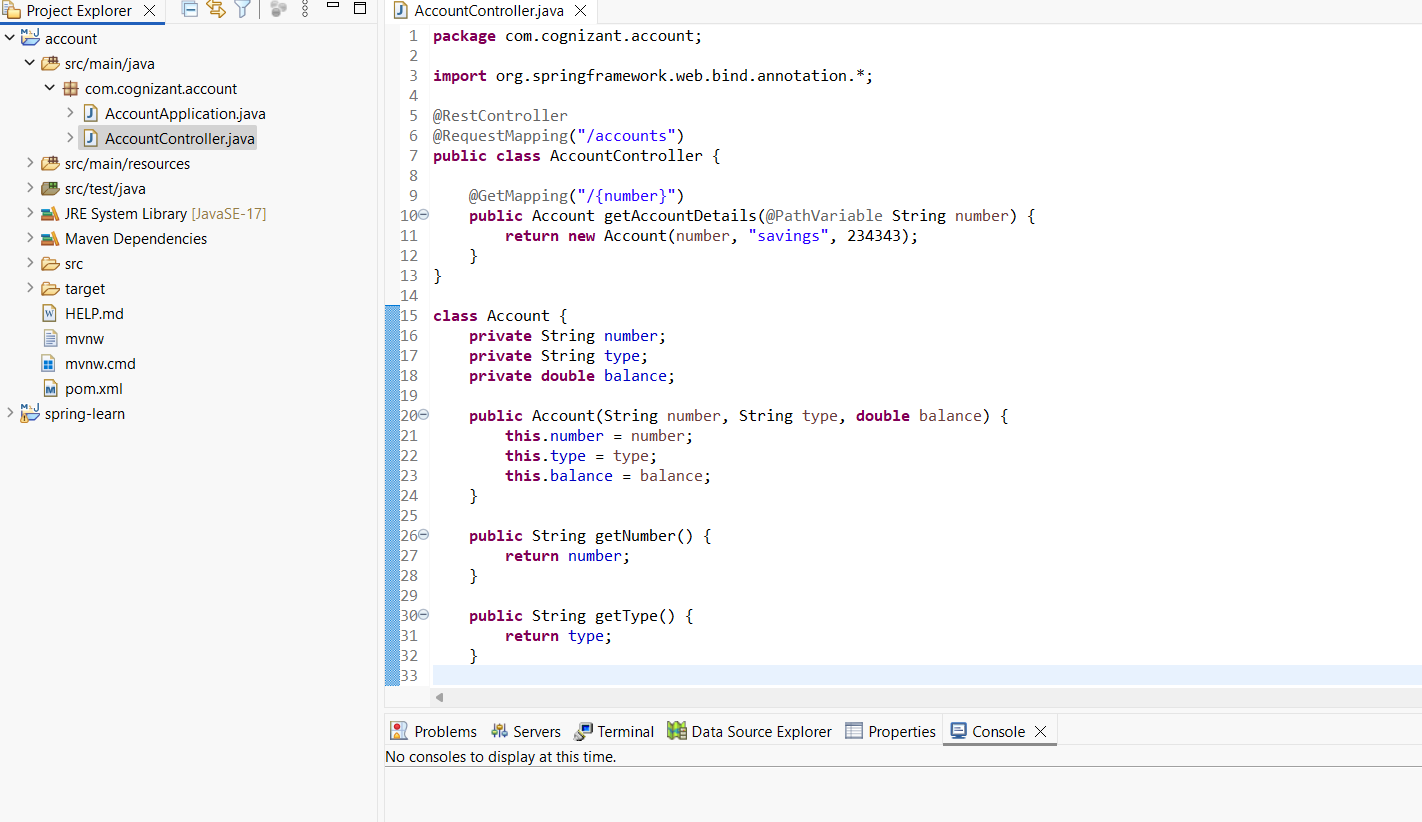 Project Explorer
account
src/main/java
com.cognizant.account
AccountApplication.java
AccountController.java
src/main/resources
src/test/java
JRE System Library [JavaSE-17]
Maven Dependencies
src
target
HELP.md
mvnw
mvnw.cmd
pom.xml
spring-learn
AccountController.java
1 package com.cognizant.account;
2
3 import org.springframework.web.bind.annotation.*;
4
5 @RestController
6 @RequestMapping("/accounts")
7 public class AccountController {
8
9     @GetMapping("/{number}")
10     public Account getAccountDetails(@PathVariable String number) {
11         return new Account(number, "savings", 234343);
12     }
13 }
14
15 class Account {
16     private String number;
17     private String type;
18     private double balance;
19
20     public Account(String number, String type, double balance) {
21         this.number = number;
22         this.type = type;
23         this.balance = balance;
24     }
25
26     public String getNumber() {
27         return number;
28     }
29
30     public String getType() {
31         return type;
32     }
33
Problems Servers Terminal Data Source Explorer Properties Console
No consoles to display at this time.